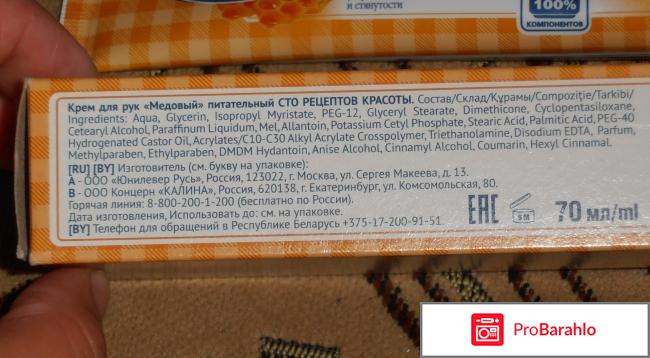 и стянутости
100%
КОМПОНЕНТОВ
Крем для рук «Медовый» питательный СТО РЕЦЕПТОВ КРАСОТЫ. Состав/Склад/Құрамы/Compoziţie/Tarkibi/
Ingredients: Aqua, Glycerin, Isopropyl Myristate, PEG-12, Glyceryl Stearate, Dimethicone, Cyclopentasiloxane,
Cetearyl Alcohol, Paraffinum Liquidum, Mel, Allantoin, Potassium Cetyl Phosphate, Stearic Acid, Palmitic Acid, PEG-40
Hydrogenated Castor Oil, Acrylates/C10-C30 Alkyl Acrylate Crosspolymer, Triethanolamine, Disodium EDTA, Parfum,
Methylparaben, Ethylparaben, DMDM Hydantoin, Anise Alcohol, Cinnamyl Alcohol, Coumarin, Hexyl Cinnamal.
[RU] [BY] Изготовитель (см. букву на упаковке):
А - ООО «Юнилевер Русь», Россия, 123022, г. Москва, ул. Сергея Макеева, д. 13.
В - ООО Концерн «КАЛИНА», Россия, 620138, г. Екатеринбург, ул. Комсомольская, 80.
Горячая линия: 8-800-200-1-200 (бесплатно по России).
Дата изготовления, Использовать до: см. на упаковке.
[BY] Телефон для обращений в Республике Беларусь +375-17-200-91-51
EAC
6M
70 мл/ml
ProBarahlo